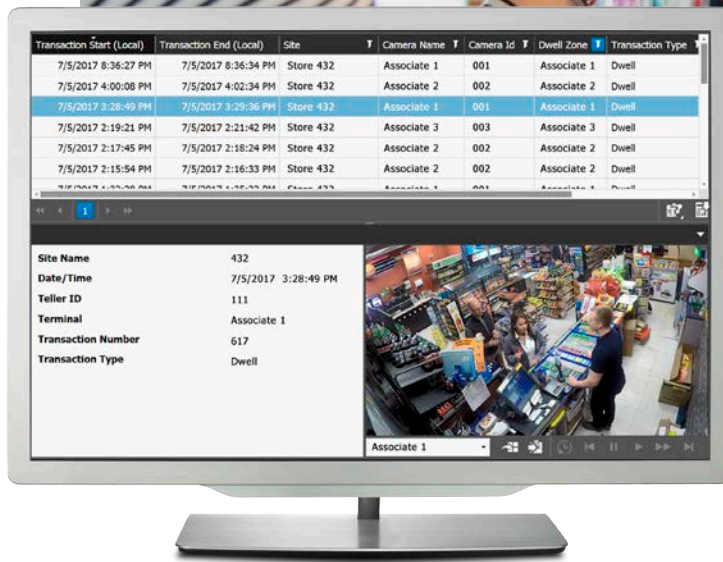 Transaction Start (Local) Transaction End (Local) Site Camera Name Camera Id Dwell Zone Transaction Type
7/5/2017 8:36:27 PM 7/5/2017 8:36:34 PM Store 432 Associate 1 001 Associate 1 Dwell
7/5/2017 4:00:08 PM 7/5/2017 4:02:34 PM Store 432 Associate 2 002 Associate 2 Dwell
7/5/2017 3:28:49 PM 7/5/2017 3:29:36 PM Store 432 Associate 1 001 Associate 1 Dwell
7/5/2017 2:19:21 PM 7/5/2017 2:21:42 PM Store 432 Associate 3 003 Associate 3 Dwell
7/5/2017 2:17:45 PM 7/5/2017 2:18:24 PM Store 432 Associate 2 002 Associate 2 Dwell
7/5/2017 2:15:54 PM 7/5/2017 2:16:33 PM Store 432 Associate 2 002 Associate 2 Dwell
1
Site Name 432
Date/Time 7/5/2017 3:28:49 PM
Teller ID 111
Terminal Associate 1
Transaction Number 617
Transaction Type Dwell
Associate 1